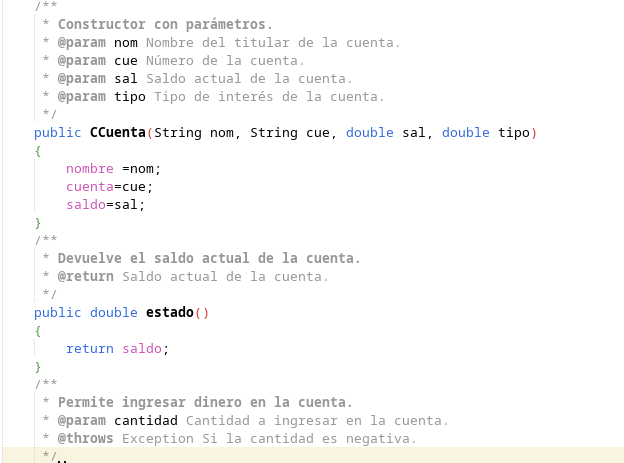 /**
* Constructor con parámetros.
* @param nom Nombre del titular de la cuenta.
* @param cue Número de la cuenta.
* @param sal Saldo actual de la cuenta.
* @param tipo Tipo de interés de la cuenta.
*/
public CCuenta(String nom, String cue, double sal, double tipo)
{
nombre =nom;
cuenta=cue;
saldo=sal;
}
/**
* Devuelve el saldo actual de la cuenta.
* @return Saldo actual de la cuenta.
*/
public double estado()
{
return saldo;
}
/**
* Permite ingresar dinero en la cuenta.
* @param cantidad Cantidad a ingresar en la cuenta.
* @throws Exception Si la cantidad es negativa.
*/